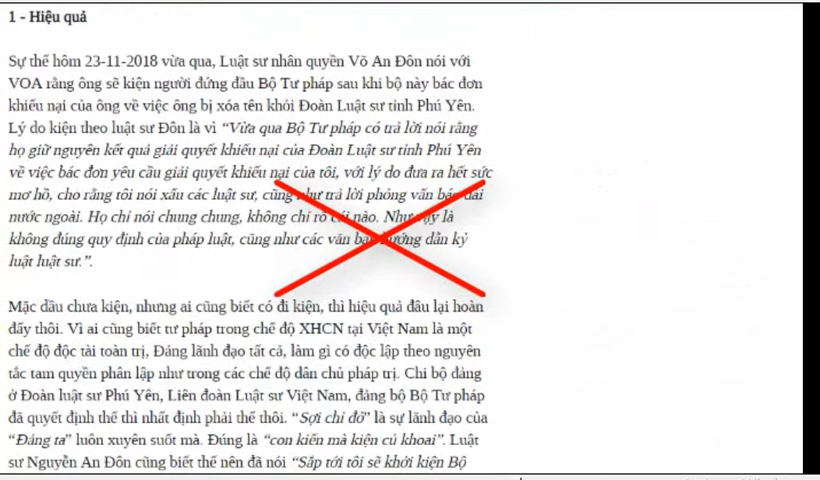 1 - Hiệu quả
Sự thể hôm 23-11-2018 vừa qua, Luật sư nhân quyền Võ An Đôn nói với
VOA rằng ông sẽ kiện người đứng đầu Bộ Tư pháp sau khi bộ này bác đơn
khiếu nại của ông về việc ông bị xóa tên khỏi Đoàn Luật sư tỉnh Phú Yên.
Lý do kiện theo luật sư Đôn là vì “Vừa qua Bộ Tư pháp có trả lời nói rằng
họ giữ nguyên kết quả giải quyết khiếu nại của Đoàn Luật sư tỉnh Phú Yên
về việc bác đơn yêu cầu giải quyết khiếu nại của tôi, với lý do đưa ra hết sức
mơ hồ, cho rằng tôi nói xấu các luật sư, cũng như trả lời phỏng vấn báo đài
nước ngoài. Họ chỉ nói chung chung, không chỉ rõ cái nào. Như vậy là
không đúng quy định của pháp luật, cũng như các văn bản hướng dẫn kỷ
luật luật sư.”.
Mặc dầu chưa kiện, nhưng ai cũng biết có đi kiện, thì hiệu quả đâu lại hoàn
đấy thôi. Vì ai cũng biết tư pháp trong chế độ XHCN tại Việt Nam là một
chế độ độc tài toàn trị, Đảng lãnh đạo tất cả, làm gì có độc lập theo nguyên
tắc tam quyền phân lập như trong các chế độ dân chủ pháp trị. Chi bộ đảng
ở Đoàn luật sư Phú Yên, Liên đoàn Luật sư Việt Nam, đảng bộ Bộ Tư pháp
đã quyết định thế thì nhất định phải thế thôi. “Sợi chỉ đỏ” là sự lãnh đạo của
“Đảng ta” luôn xuyên suốt mà. Đúng là “con kiến mà kiện củ khoai”. Luật
sư Nguyễn An Đôn cũng biết thế nên đã nói “Sắp tới tôi sẽ khởi kiện Bộ